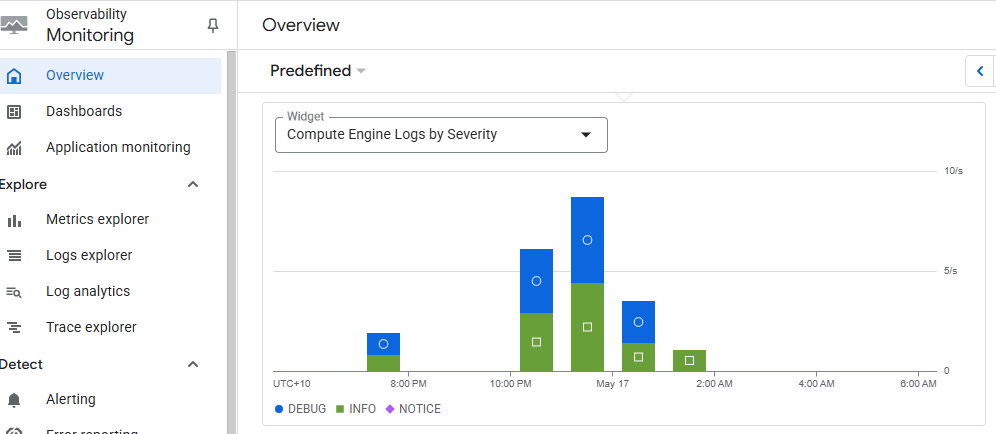 Observability
Monitoring
Overview
Dashboards
Application monitoring
Explore
Metrics explorer
Logs explorer
Log analytics
Trace explorer
Detect
Alerting
Error reporting
Overview
Predefined
Widget
Compute Engine Logs by Severity
10/s
5/s
0
UTC+10 8:00 PM 10:00 PM May 17 2:00 AM 4:00 AM 6:00 AM
DEBUG INFO NOTICE